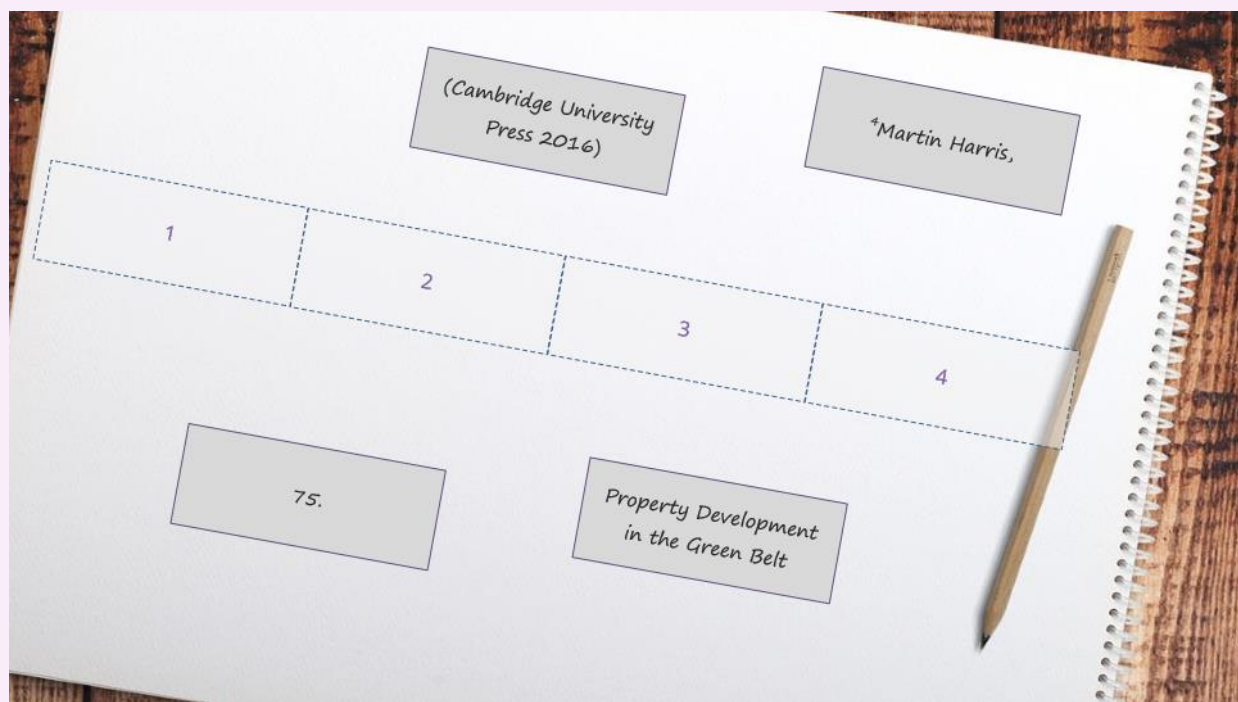 (Cambridge University
Press 2016)
⁴Martin Harris,
1
2
3
4
75.
Property Development
in the Green Belt